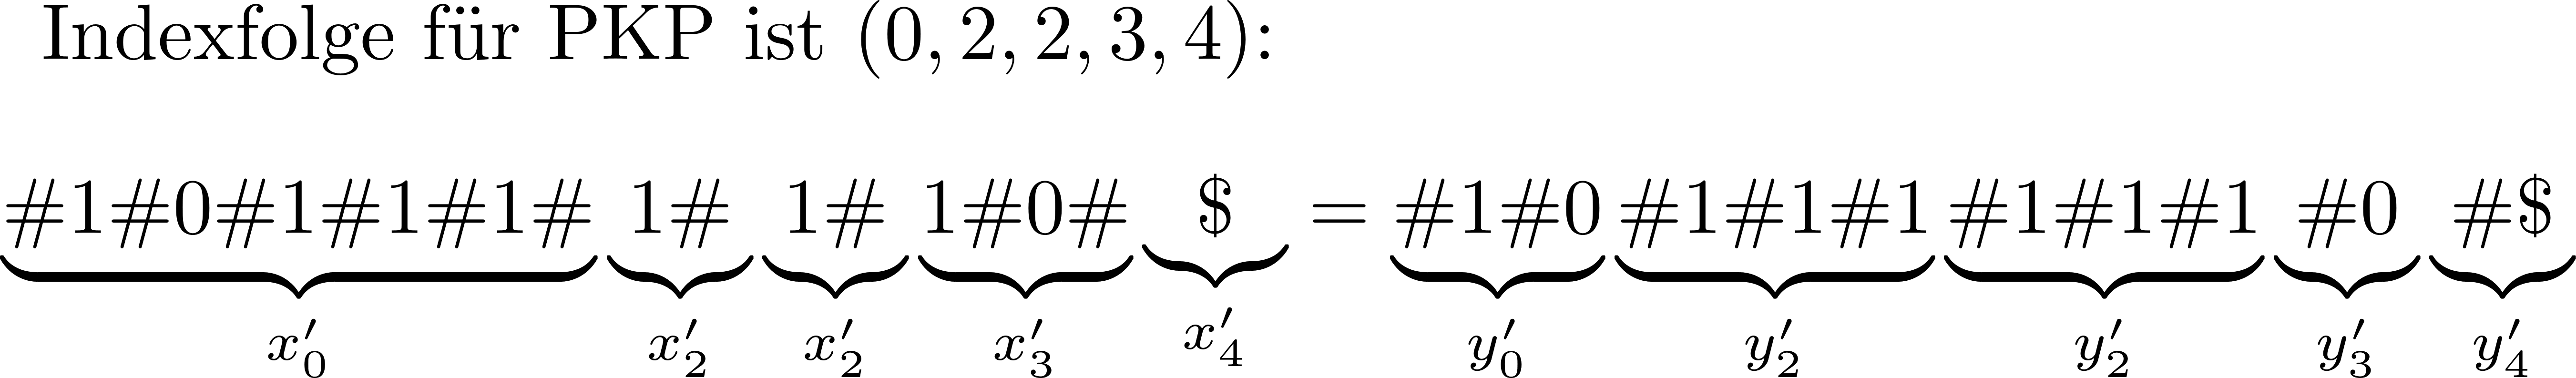 Indexfolge für PKP ist (0, 2, 2, 3, 4):
#1#0#1#1#1# 1# 1# 1#0# $ = #1#0 #1#1#1 #1#1#1 #0 #$
x′0 x′2 x′2 x′3 x′4 y′0 y′2 y′2 y′3 y′4